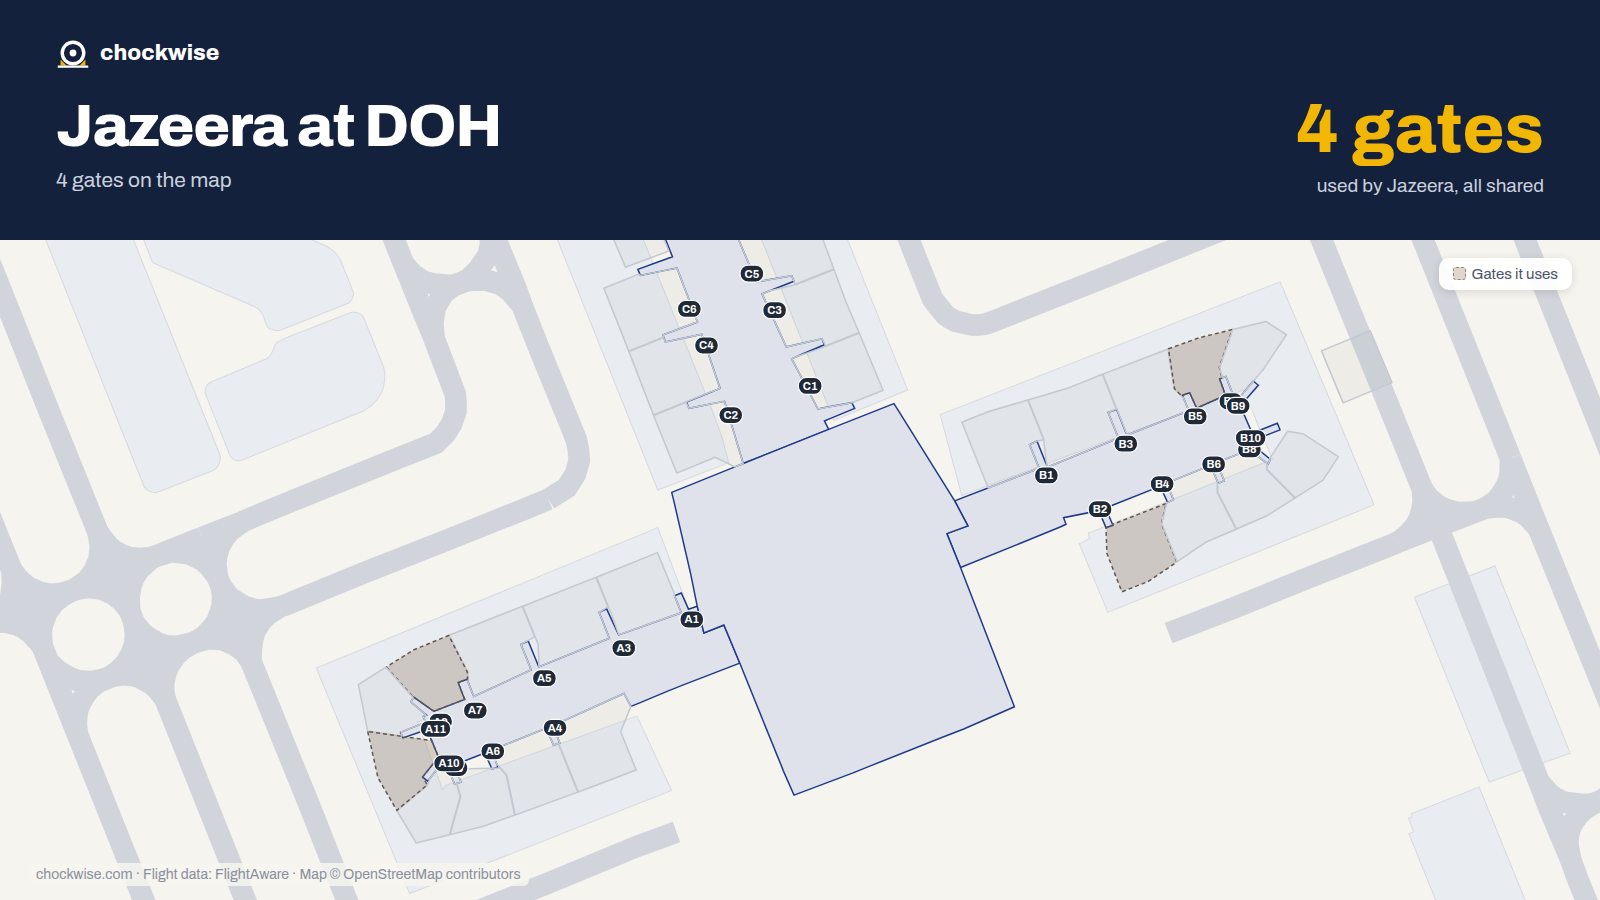 chockwise
Jazeera at DOH
4 gates on the map
4 gates
used by Jazeera, all shared
Gates it uses
C5
C6
C3
C4
C1
C2
B9
B5
B10
B3
B8
B6
B1
B4
B2
A1
A3
A5
A7
A11
A4
A6
A10
chockwise.com · Flight data: FlightAware · Map © OpenStreetMap contributors